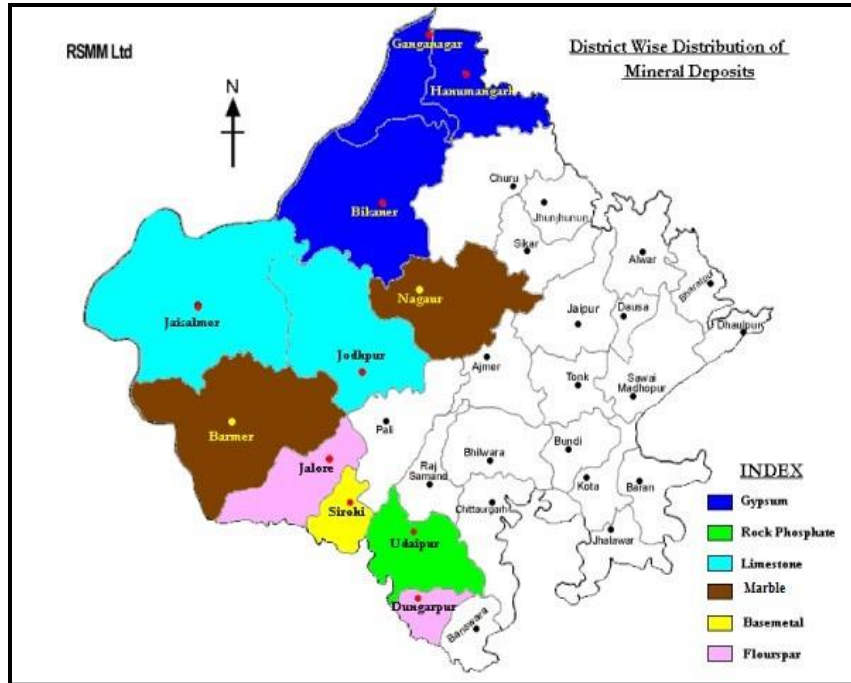 RSMM Ltd
District Wise Distribution of
Mineral Deposits
N
Ganganagar
Hanumangarh
Bikaner
Churu
Jhunjhunun
Sikar
Alwar
Bharatpur
Nagaur
Jaipur
Dausa
Dhaulpur
Jaisalmer
Jodhpur
Ajmer
Tonk
Sawai
Madhopur
Barmer
Pali
Jalore
Bhilwara
Bundi
Raj
Samand
Kota
Baran
Siroki
Chittaurgarh
Jhalawar
Udaipur
Dungarpur
Banswara
INDEX
Gypsum
Rock Phosphate
Limestone
Marble
Basemetal
Flourspar